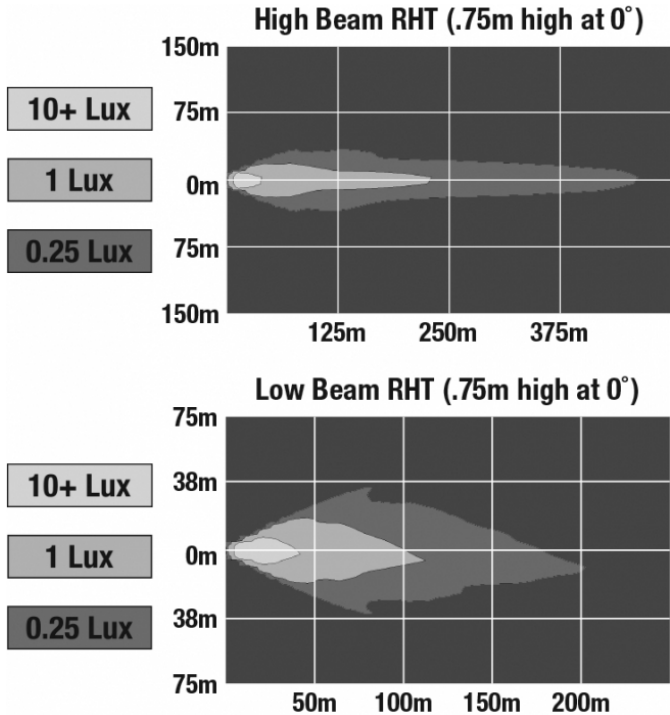 High Beam RHT (.75m high at 0˚)
150m
75m
0m
75m
150m
10+ Lux
1 Lux
0.25 Lux
125m 250m 375m
Low Beam RHT (.75m high at 0˚)
75m
38m
0m
38m
75m
10+ Lux
1 Lux
0.25 Lux
50m 100m 150m 200m